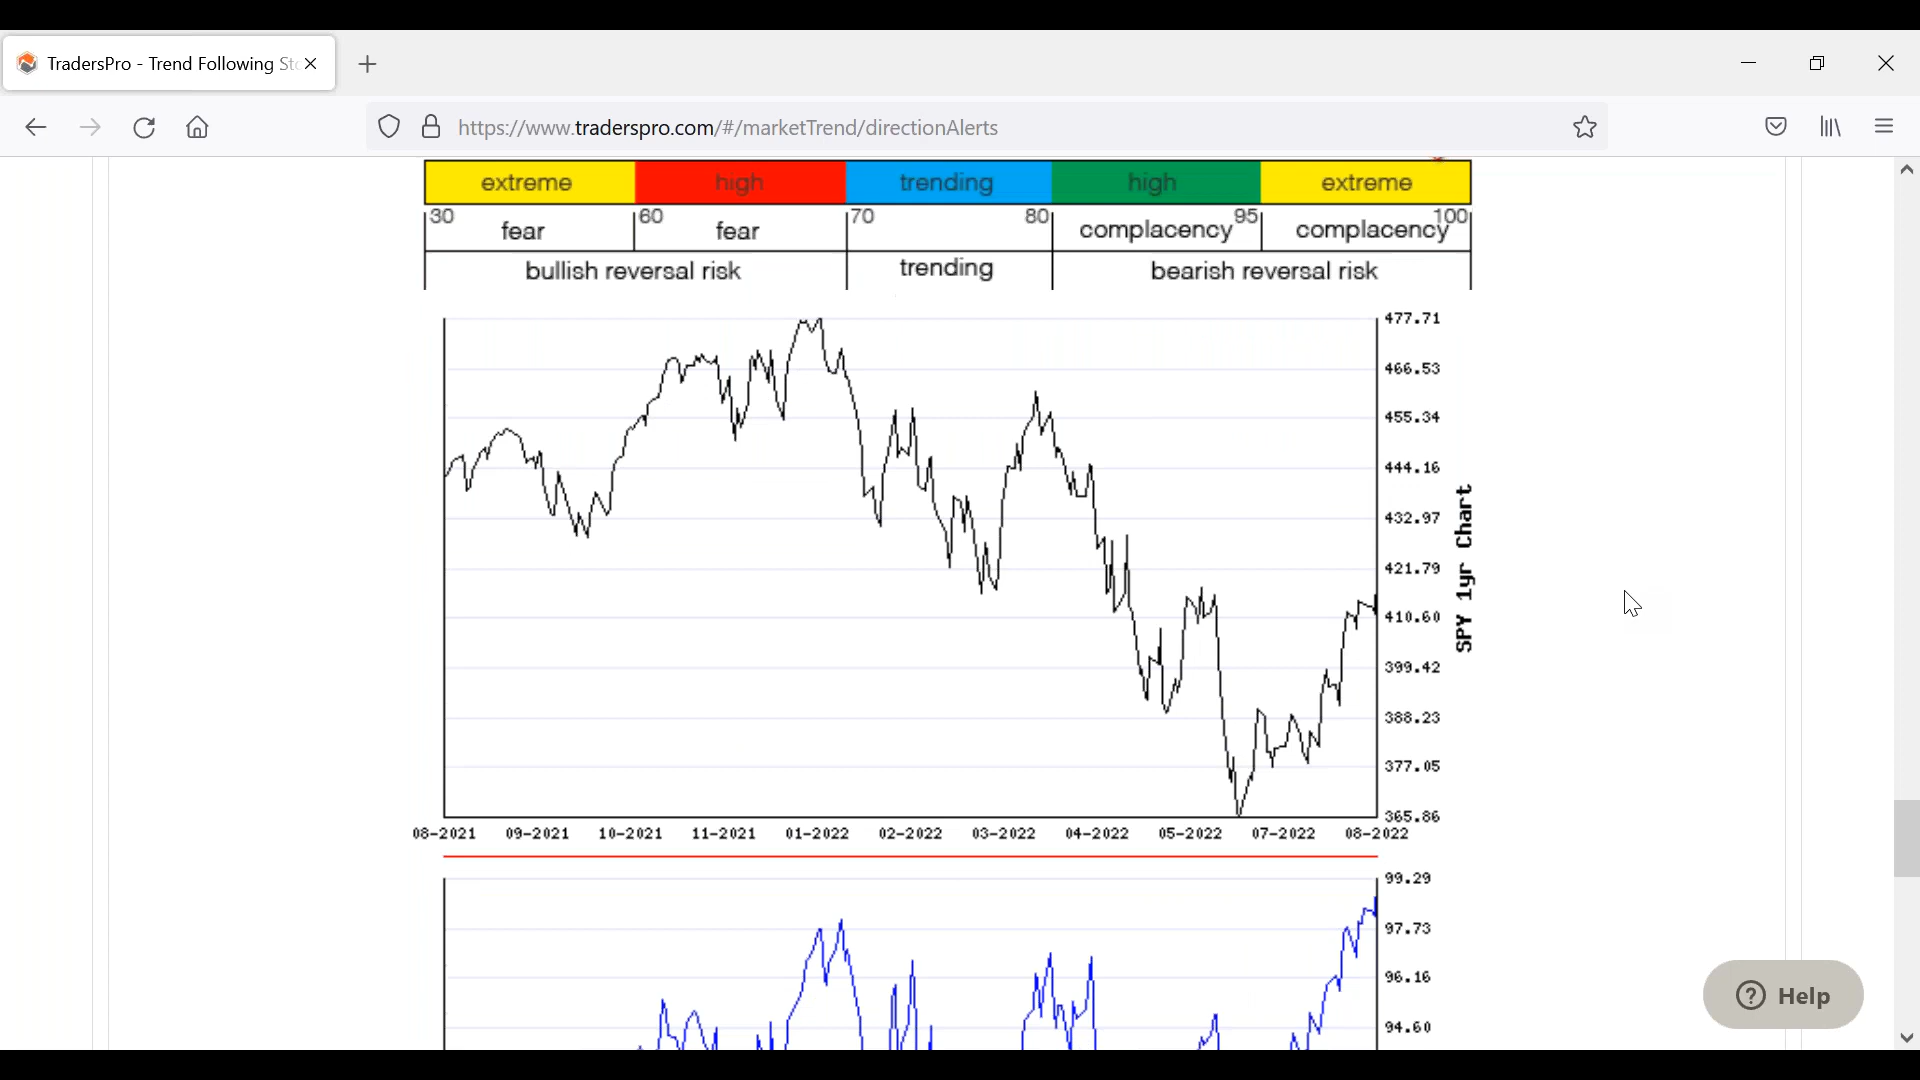 TradersPro - Trend Following Sto
https://www.traderspro.com/#/marketTrend/directionAlerts
extreme high trending high extreme
30 60 70 80 95 100
fear fear complacency complacency
bullish reversal risk trending bearish reversal risk
477.71
466.53
455.34
444.16
432.97
421.79
410.60
399.42
388.23
377.05
365.86
SPY 1yr Chart
08-2021 09-2021 10-2021 11-2021 01-2022 02-2022 03-2022 04-2022 05-2022 07-2022 08-2022
99.29
97.73
96.16
94.60
? Help